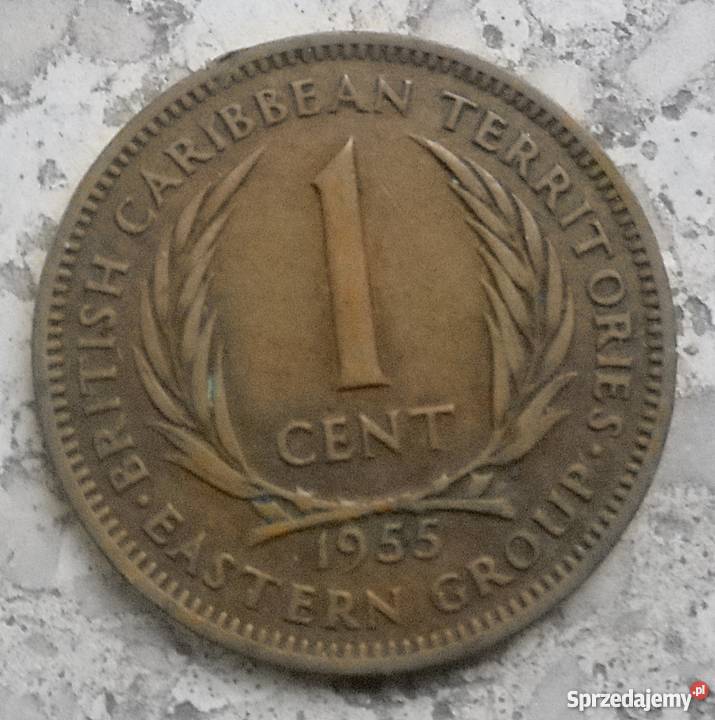 BRITISH CARIBBEAN TERRITORIES
1
CENT
1955
· EASTERN GROUP ·
Sprzedajemy.pl